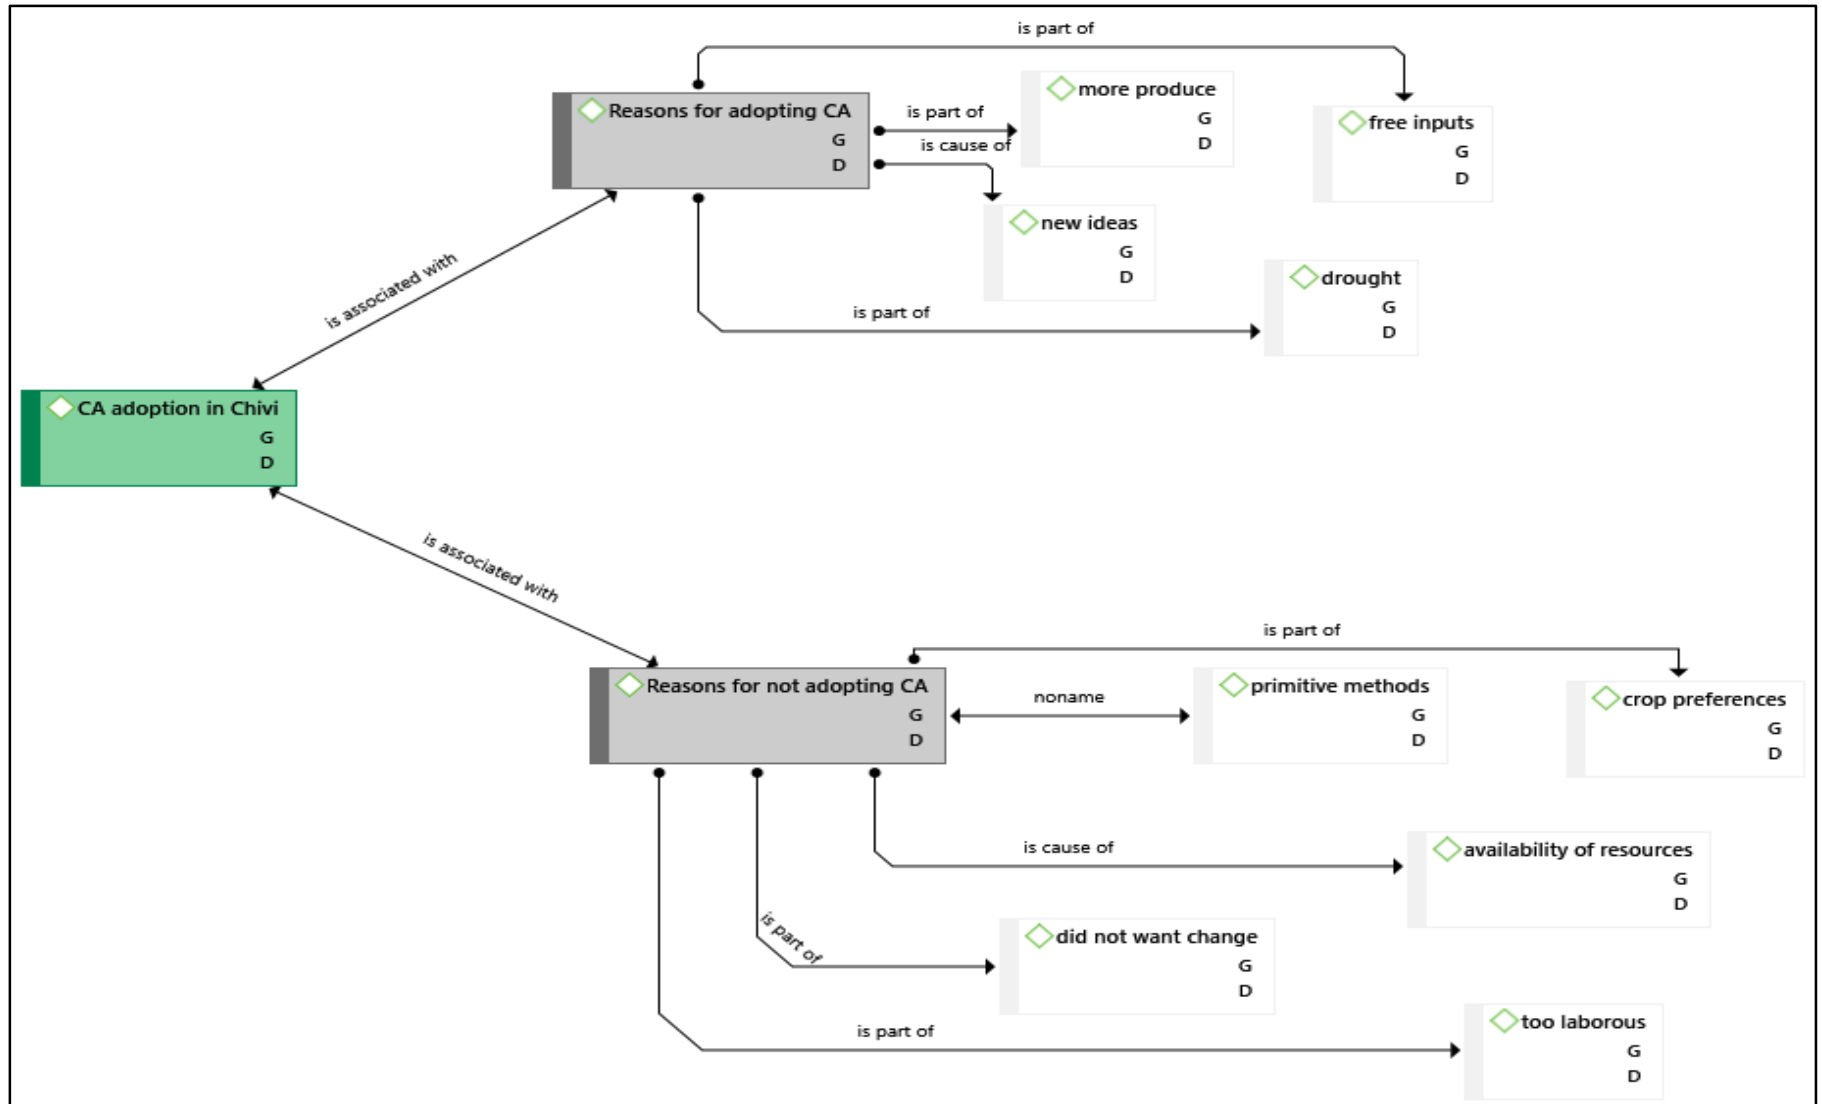 is part of
more produce
G
D
Reasons for adopting CA
G
D
is part of
is cause of
free inputs
G
D
new ideas
G
D
is part of
drought
G
D
is associated with
CA adoption in Chivi
G
D
is associated with
is part of
Reasons for not adopting CA
G
D
noname
primitive methods
G
D
crop preferences
G
D
is cause of
availability of resources
G
D
is part of
did not want change
G
D
is part of
too laborous
G
D